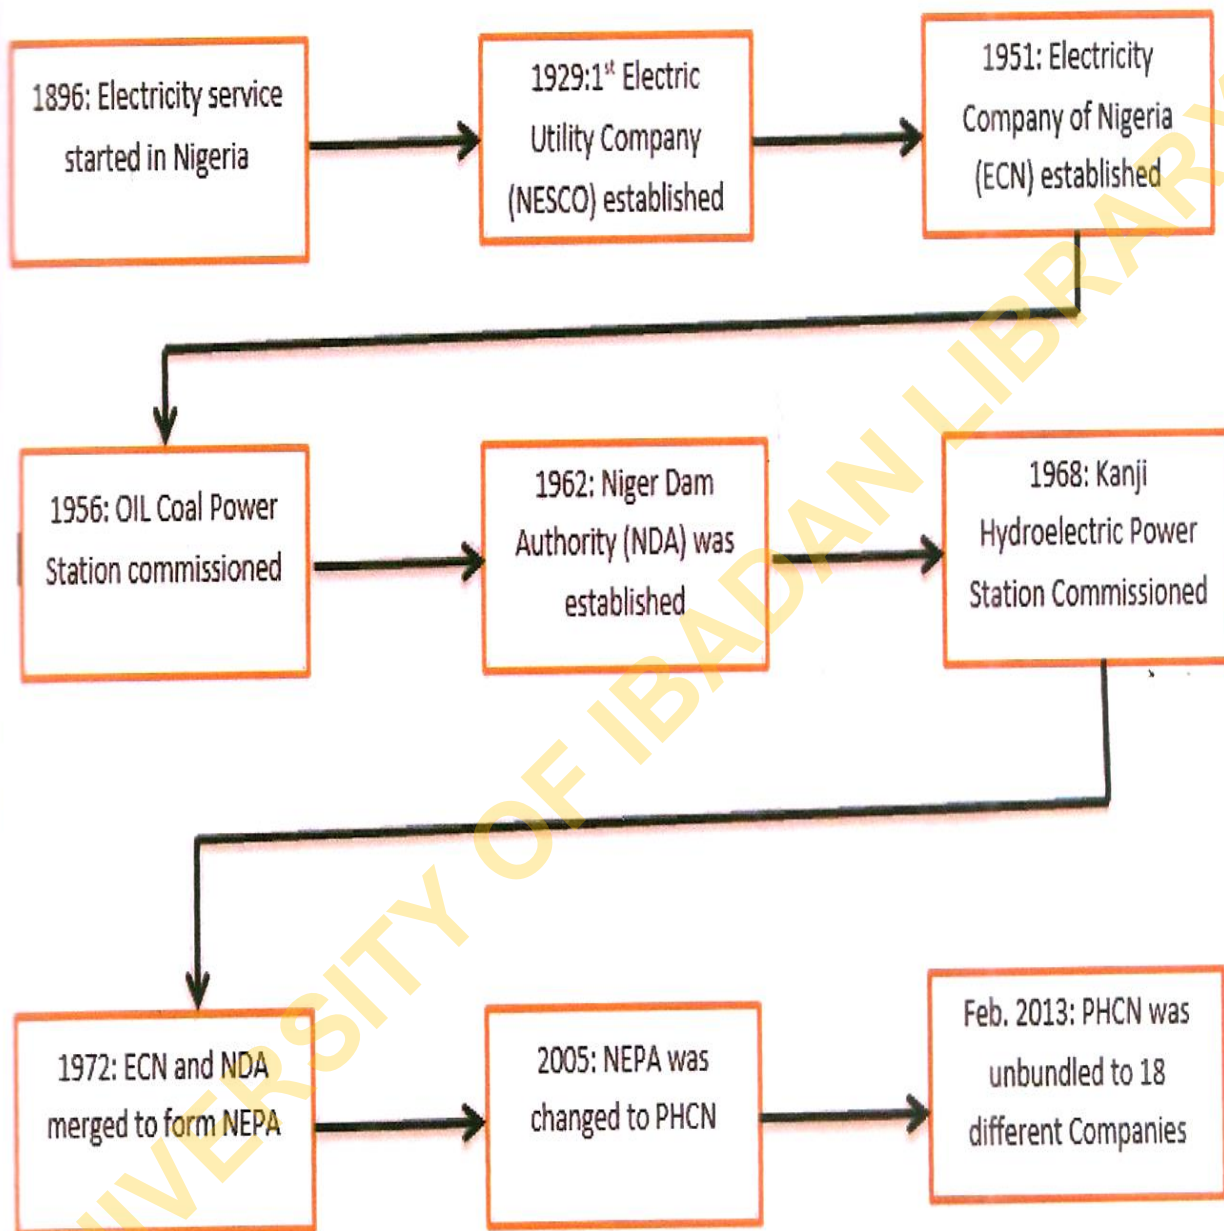 1896: Electricity service
started in Nigeria
1929:1st Electric
Utility Company
(NESCO) established
1951: Electricity
Company of Nigeria
(ECN) established
1956: OIL Coal Power
Station commissioned
1962: Niger Dam
Authority (NDA) was
established
1968: Kanji
Hydroelectric Power
Station Commissioned
1972: ECN and NDA
merged to form NEPA
2005: NEPA was
changed to PHCN
Feb. 2013: PHCN was
unbundled to 18
different Companies
UNIVERSITY OF IBADAN LIBRARY